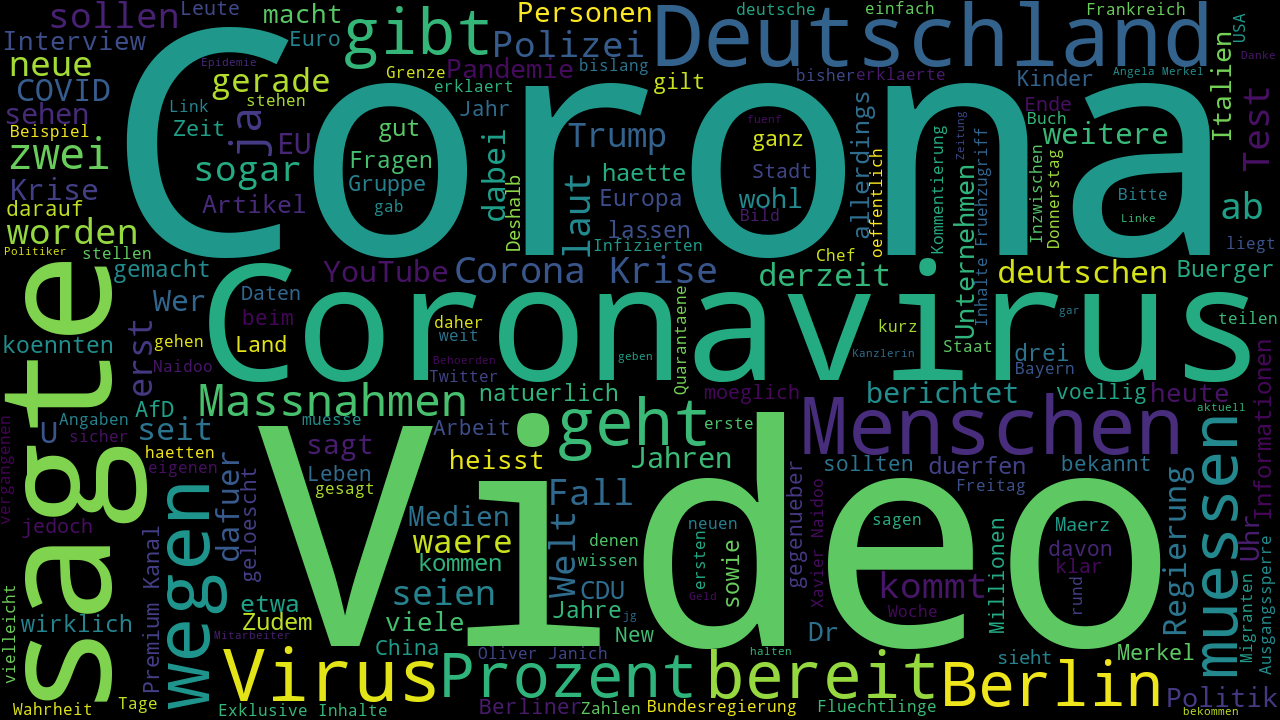 sollen
Leute
macht
Personen
deutsche
einfach
Frankreich
Interview
Euro
gibt
Polizei
Deutschland
USA
neue
Epidemie
gerade
Grenze
Pandemie
bislang
gilt
bisher
erklaerte
Kinder
Angela Merkel
Danke
COVID
stehen
erklaert
Corona
Ende
Italien
sehen
Link
Jahr
Buch
Test
Beispiel
Zeit
ja
EU
gut
Trump
fuenf
ganz
Zeitung
weitere
zwei
sogar
Fragen
dabei
haette
Stadt
allerdings
Kommentierung
Inzwischen
Donnerstag
Krise
Gruppe
laut
Europa
wohl
oeffentlich
Bitte
darauf
Artikel
gab
Deshalb
Bild
Unternehmen
Inhalte Fruenzugriff
Linke
ab
worden
lassen
Infizierten
liegt
Politiker
stellen
Chef
gemacht
YouTube
Corona Krise
derzeit
deutschen
Buerger
Wer
Daten
Coronavirus
sagte
beim
daher
Quarantaene
kurz
gar
teilen
koennten
erst
gehen
Land
weit
Staat
drei
Naidoo
Behoerden
geben
Kanzlerin
Bayern
Twitter
Massnahmen
natuerlich
moeglich
berichtet
voellig
heute
AfD
Angaben
muesse
geht
erste
Menschen
aktuell
U
sicher
seit
sagt
Arbeit
Informationen
vergangenen
haetten
heisst
Jahren
sollten
duerfen
bekannt
muessen
eigenen
Leben
Video
jedoch
dafuer
geloescht
gesagt
Fall
gegenueber
Freitag
Regierung
Uhr
wegen
Medien
neuen
sagen
Maerz
waere
Welt
denen
sowie
davon
kommen
wissen
ersten
Xavier Naidoo
klar
Millionen
Premium Kanal
seien
CDU
Geld
kommt
rund
etwa
Jahre
Woche
Migranten
Ausgangssperre
vielleicht
wirklich
Zudem
viele
jg
New
Dr
Mitarbeiter
China
Oliver Janich
halten
sieht
Merkel
Virus
Prozent
bereit
Berlin
Politik
Wahrheit
Tage
Exklusive Inhalte
Berliner
Zahlen
Bundesregierung
Fluechtlinge
bekommen